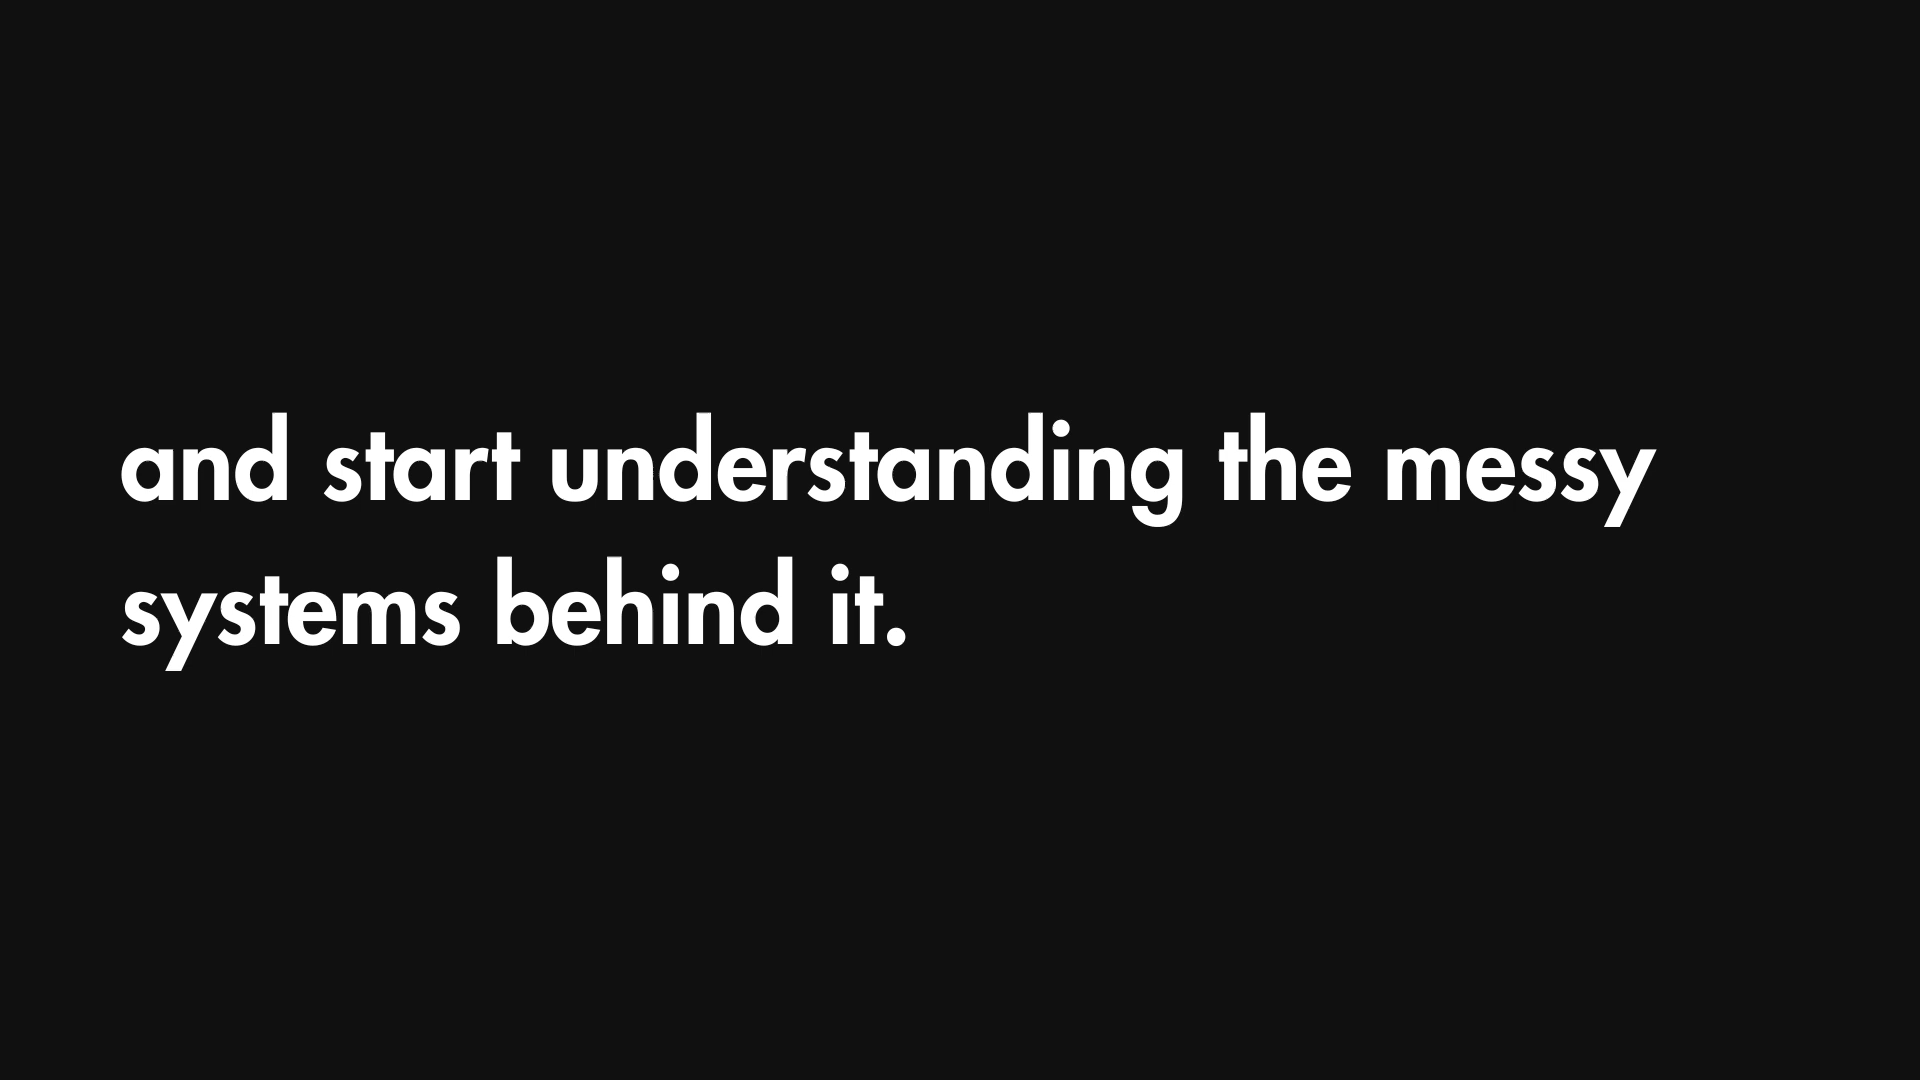 and start understanding the messy
systems behind it.